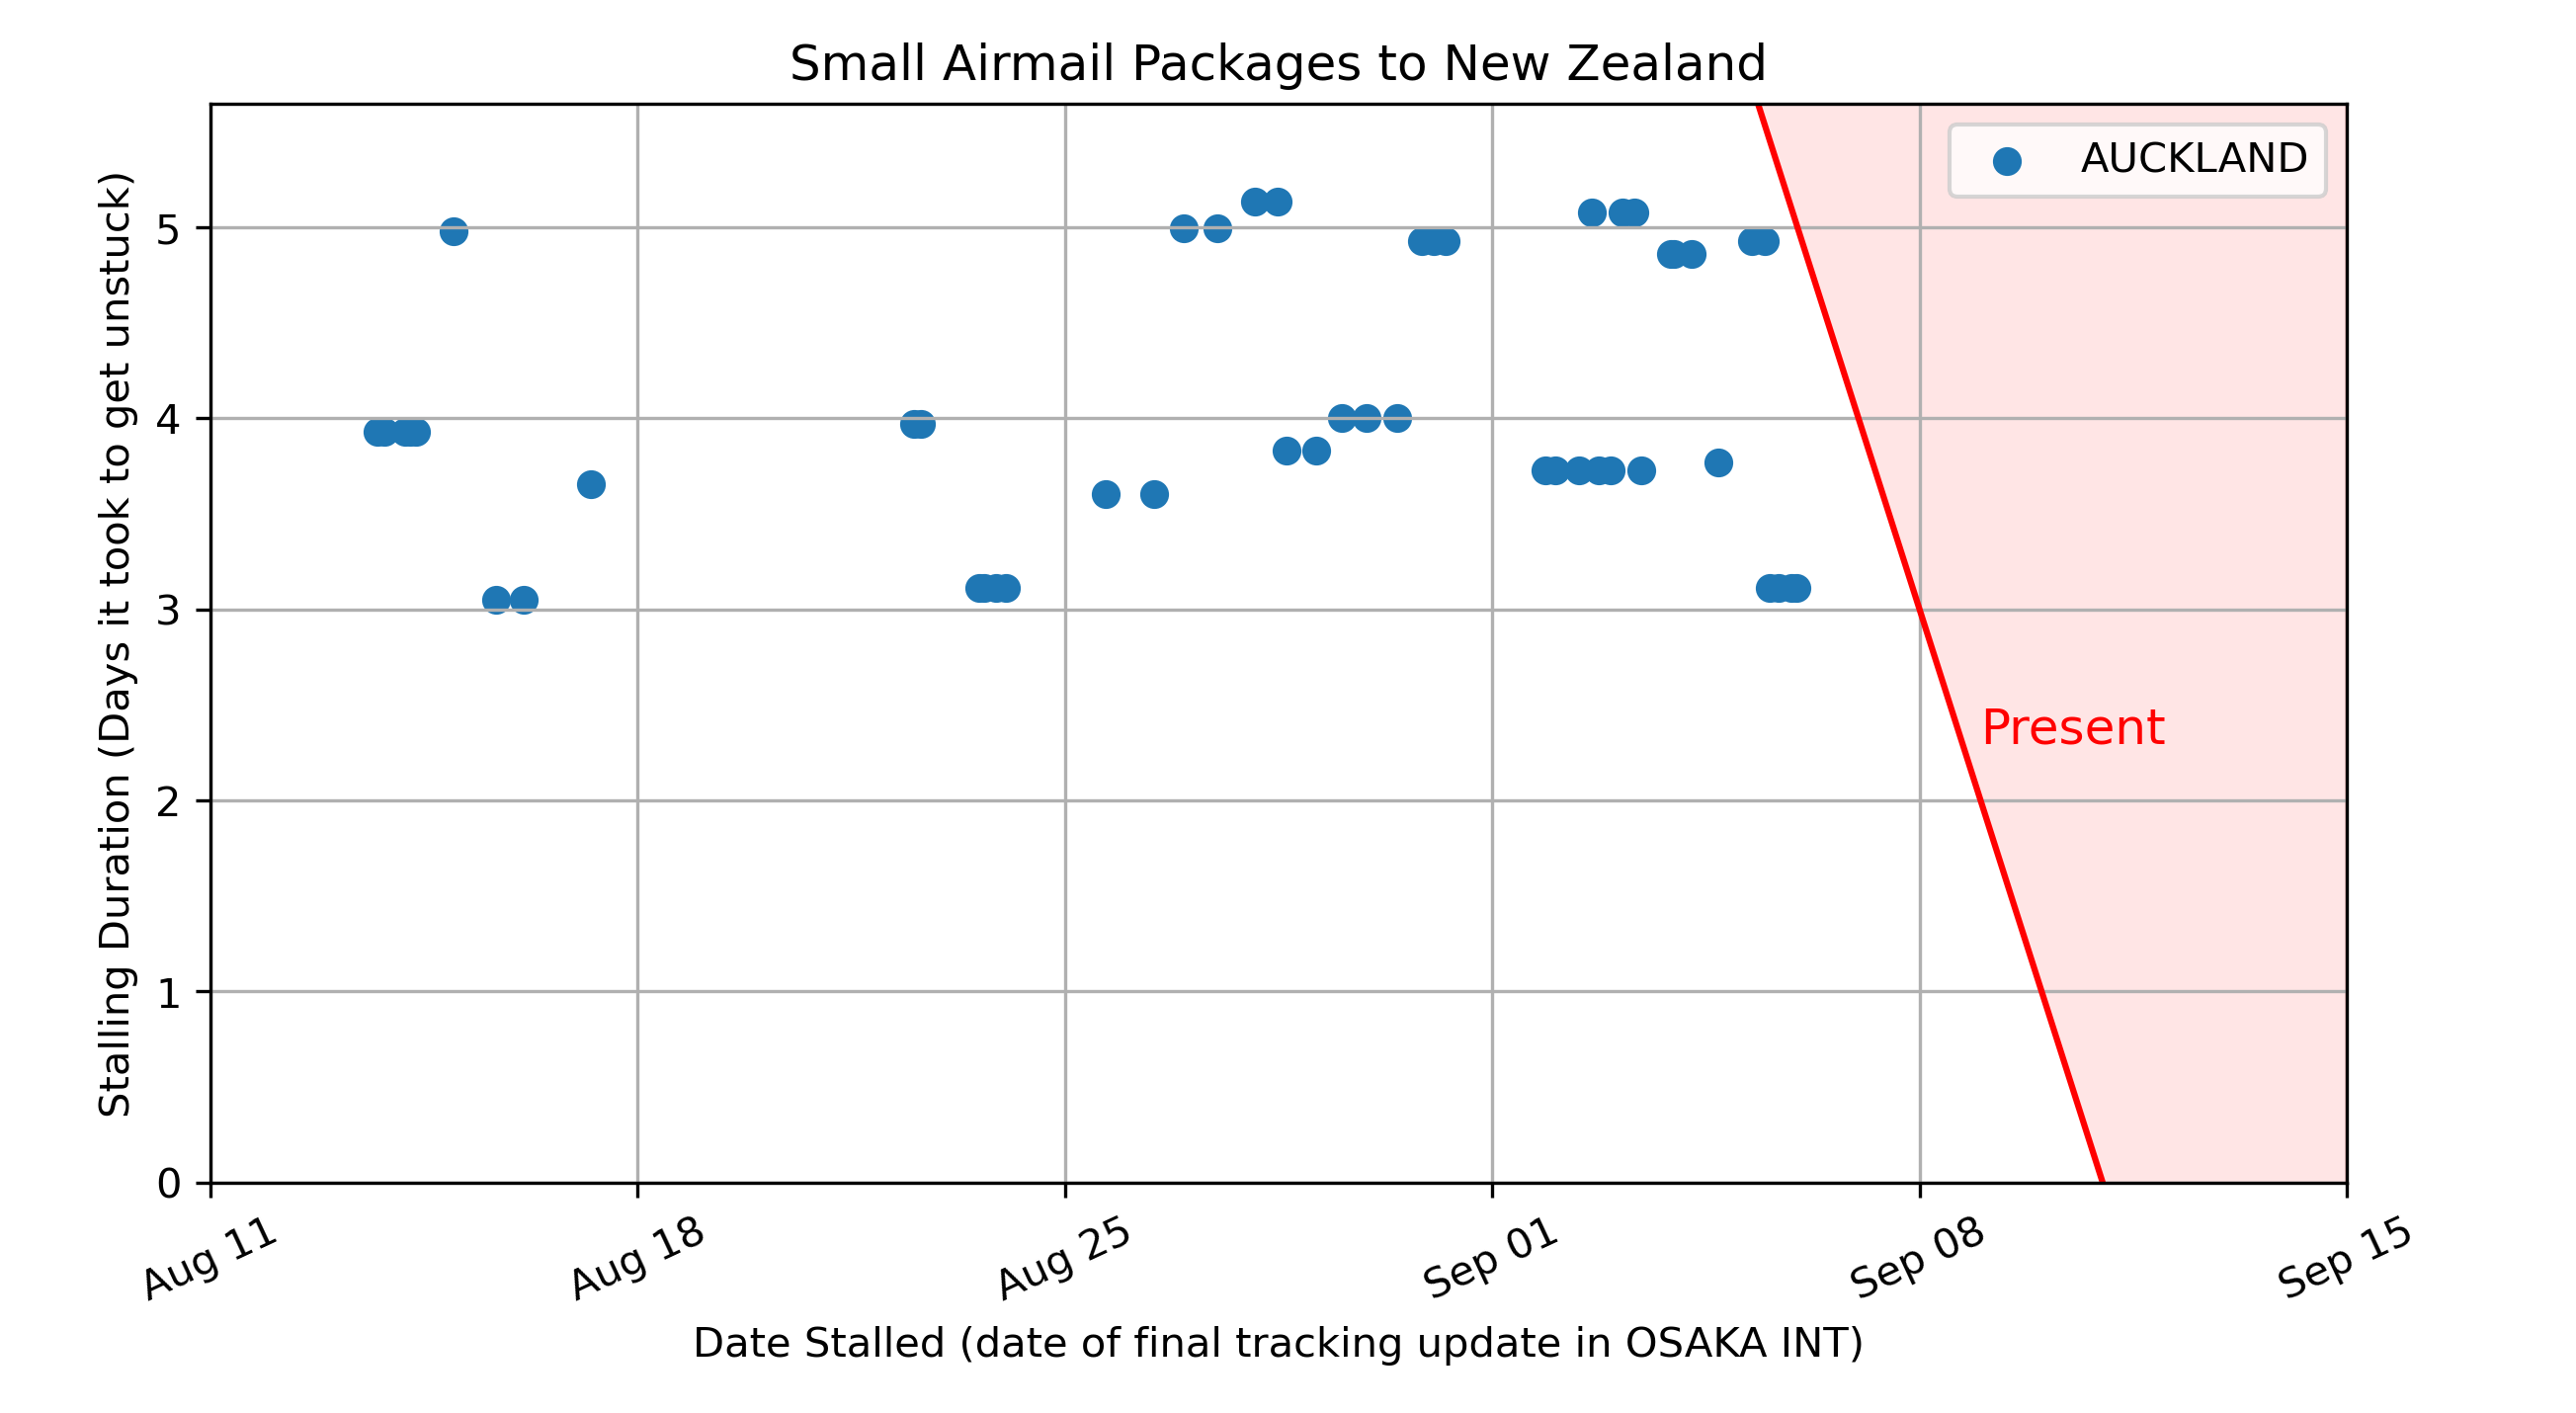 Small Airmail Packages to New Zealand
AUCKLAND
Stalling Duration (Days it took to get unstuck)
5
4
3
2
1
0
Present
Aug 11
Aug 18
Aug 25
Sep 01
Sep 08
Sep 15
Date Stalled (date of final tracking update in OSAKA INT)